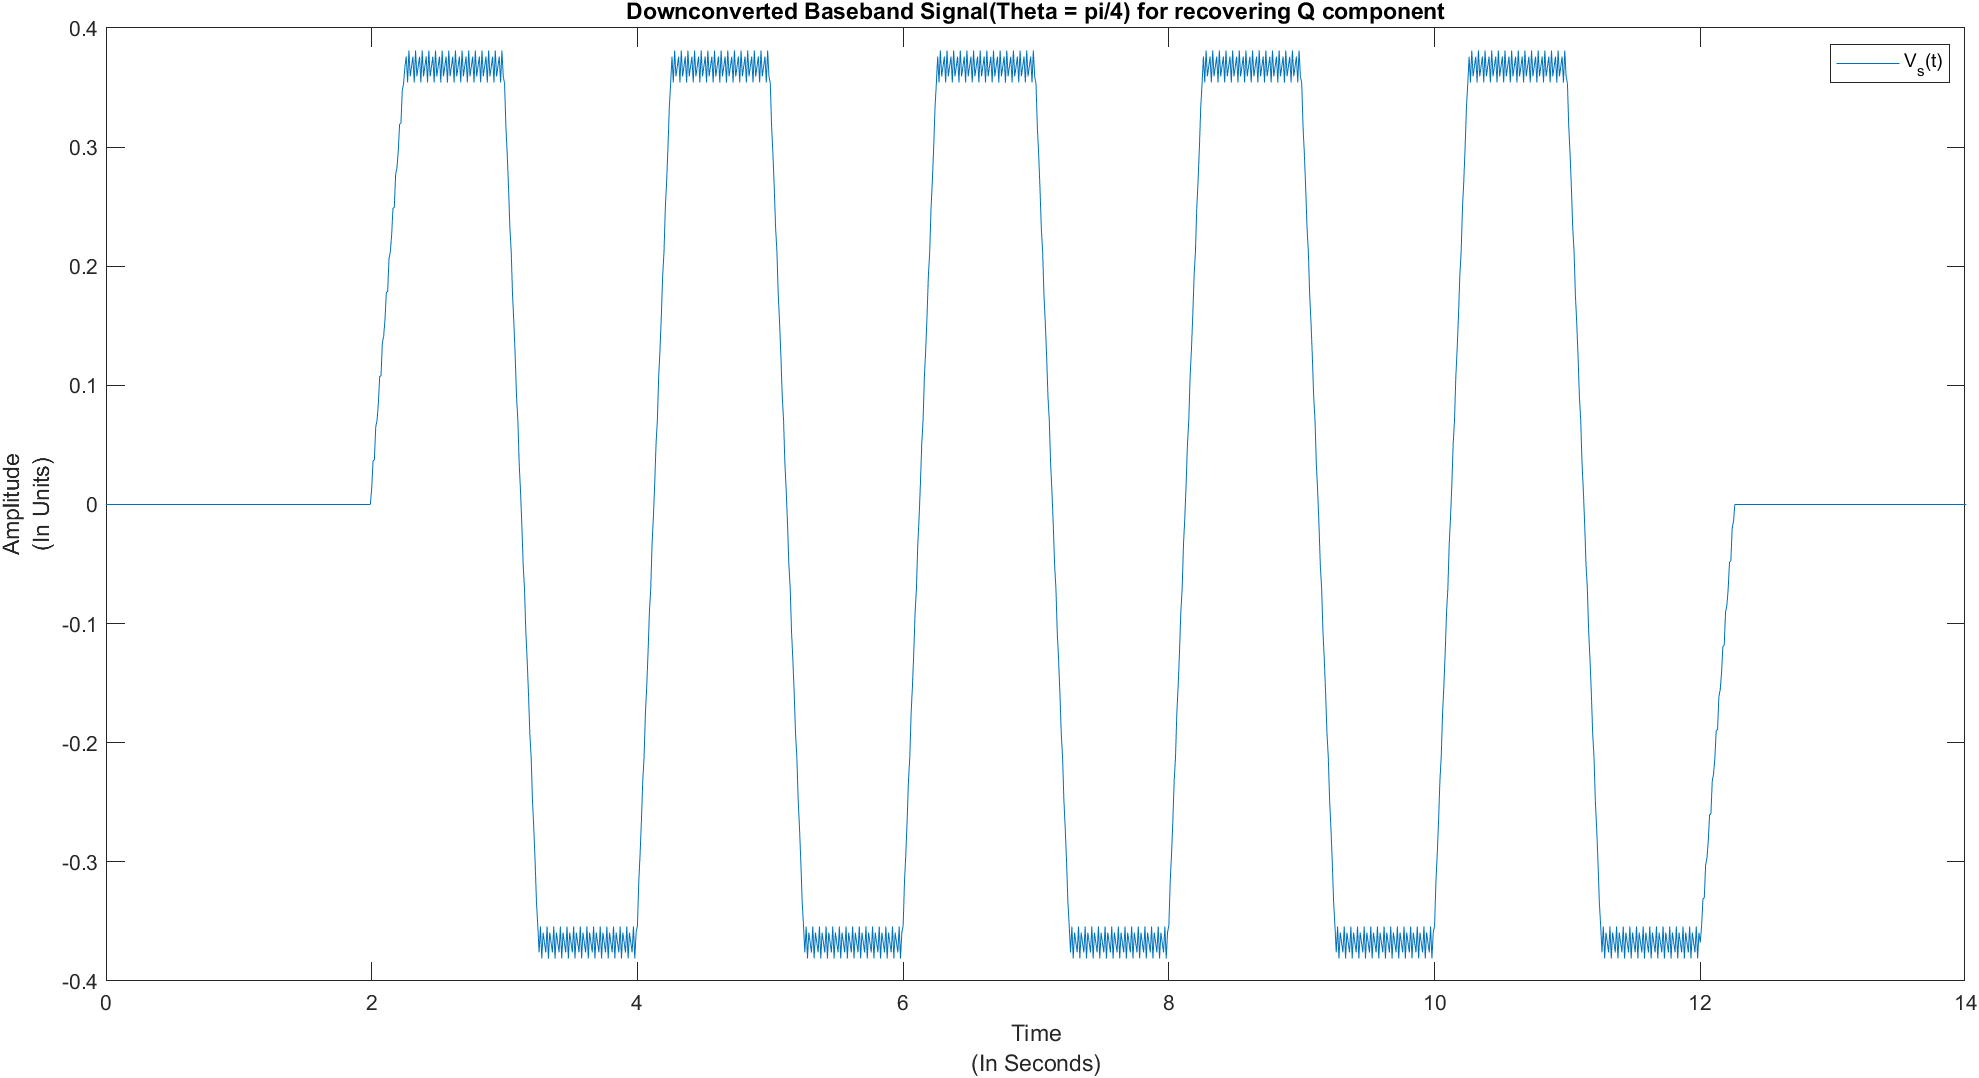 Downconverted Baseband Signal(Theta = pi/4) for recovering Q component
V_s(t)
0.4
0.3
0.2
0.1
0
-0.1
-0.2
-0.3
-0.4
Amplitude
(In Units)
0 2 4 6 8 10 12 14
Time
(In Seconds)